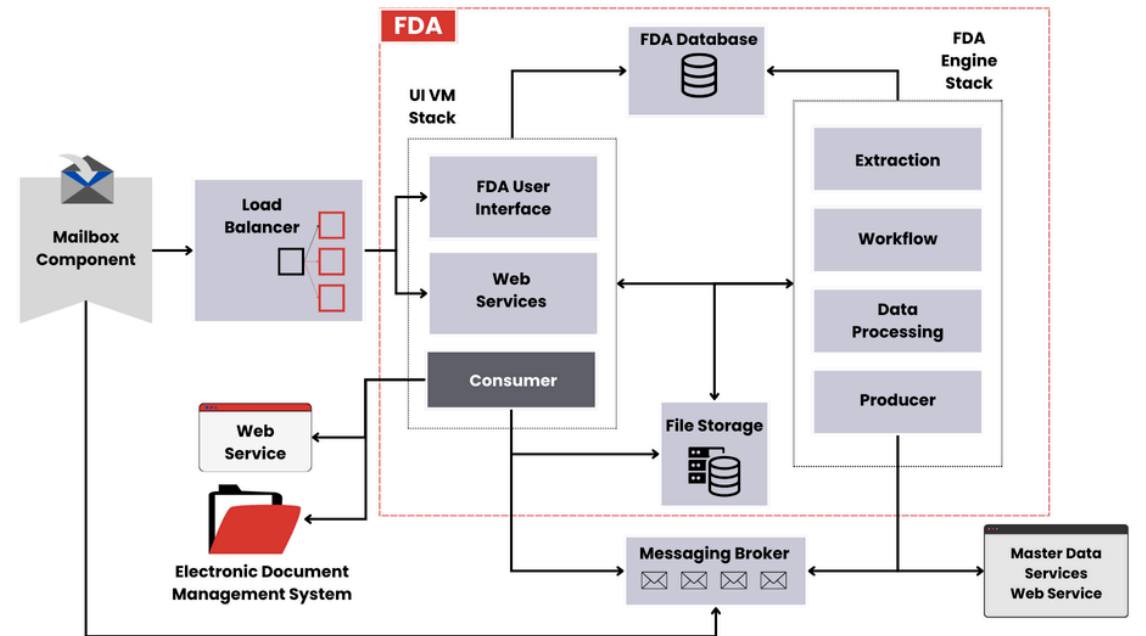 FDA
FDA Database
FDA
Engine
Stack
UI VM
Stack
Extraction
FDA User
Interface
Load
Balancer
Mailbox
Component
Workflow
Web
Services
Data
Processing
Consumer
Producer
File Storage
Web
Service
Messaging Broker
Master Data
Services
Web Service
Electronic Document
Management System